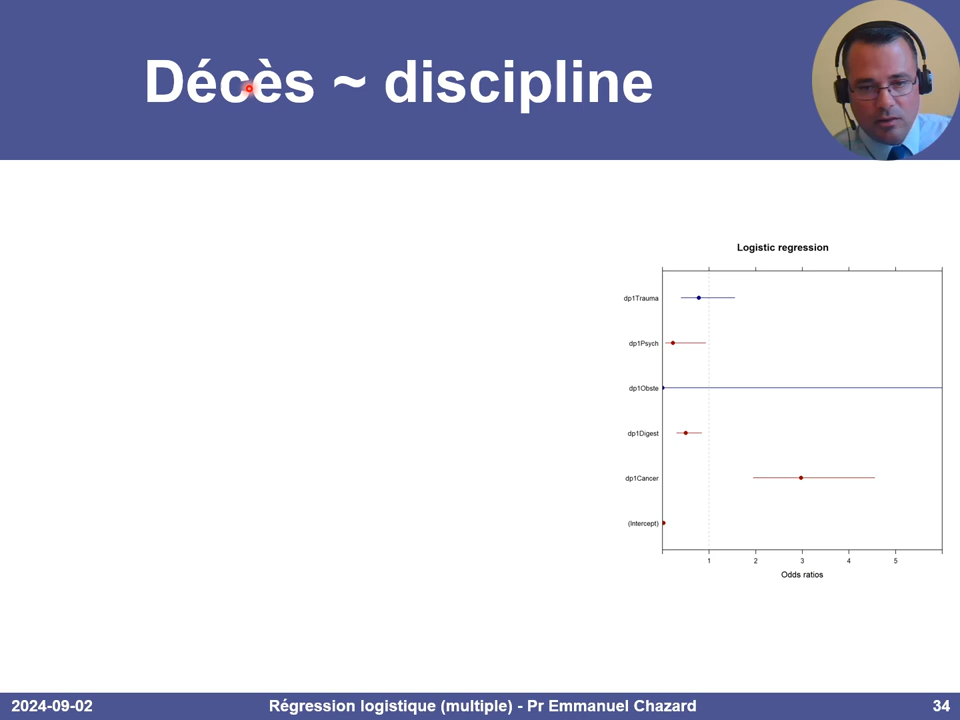 Décès ~ discipline
Logistic regression
dp1Trauma
dp1Psych
dp1Obste
dp1Digest
dp1Cancer
(Intercept)
1 2 3 4 5
Odds ratios
2024-09-02 Régression logistique (multiple) - Pr Emmanuel Chazard 34